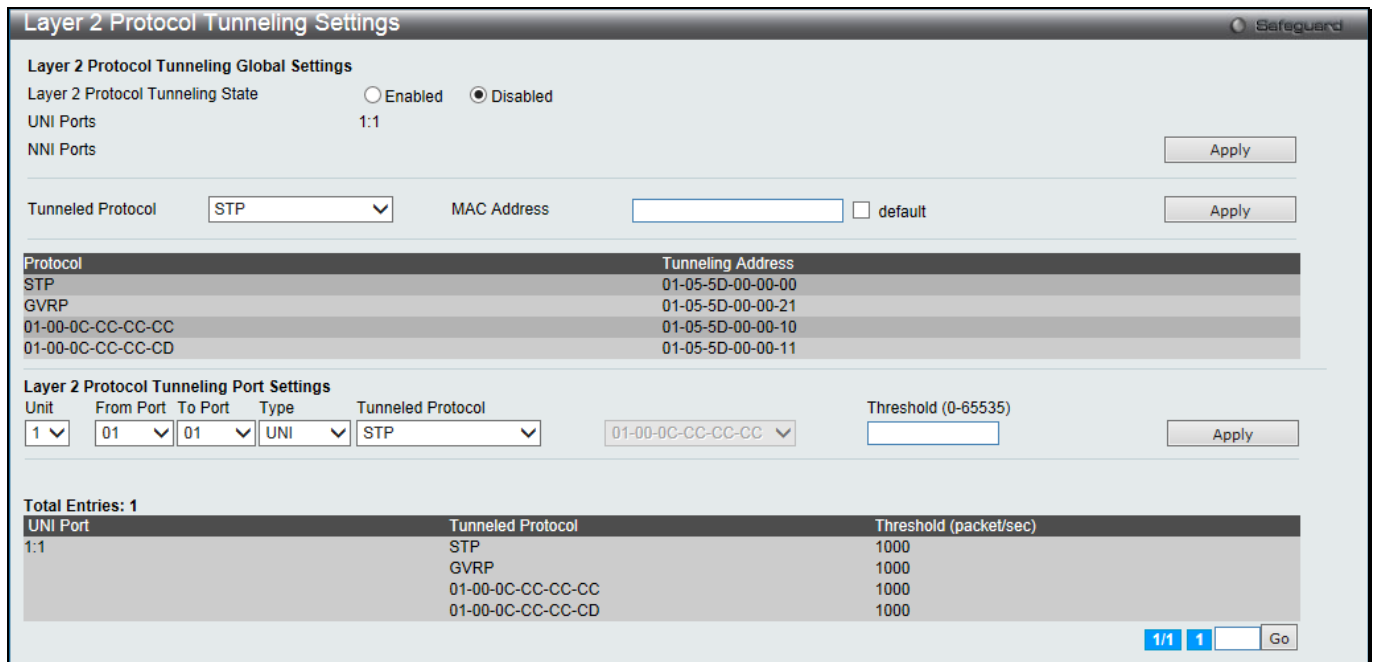 Layer 2 Protocol Tunneling Settings
Safeguard
Layer 2 Protocol Tunneling Global Settings
Layer 2 Protocol Tunneling State Enabled Disabled
UNI Ports 1:1
NNI Ports Apply
Tunneled Protocol STP MAC Address default Apply
Protocol Tunneling Address
STP 01-05-5D-00-00-00
GVRP 01-05-5D-00-00-21
01-00-0C-CC-CC-CC 01-05-5D-00-00-10
01-00-0C-CC-CC-CD 01-05-5D-00-00-11
Layer 2 Protocol Tunneling Port Settings
Unit From Port To Port Type Tunneled Protocol Threshold (0-65535)
1 01 01 UNI STP 01-00-0C-CC-CC-CC Apply
Total Entries: 1
UNI Port Tunneled Protocol Threshold (packet/sec)
1:1 STP 1000
GVRP 1000
01-00-0C-CC-CC-CC 1000
01-00-0C-CC-CC-CD 1000
1/1 1 Go